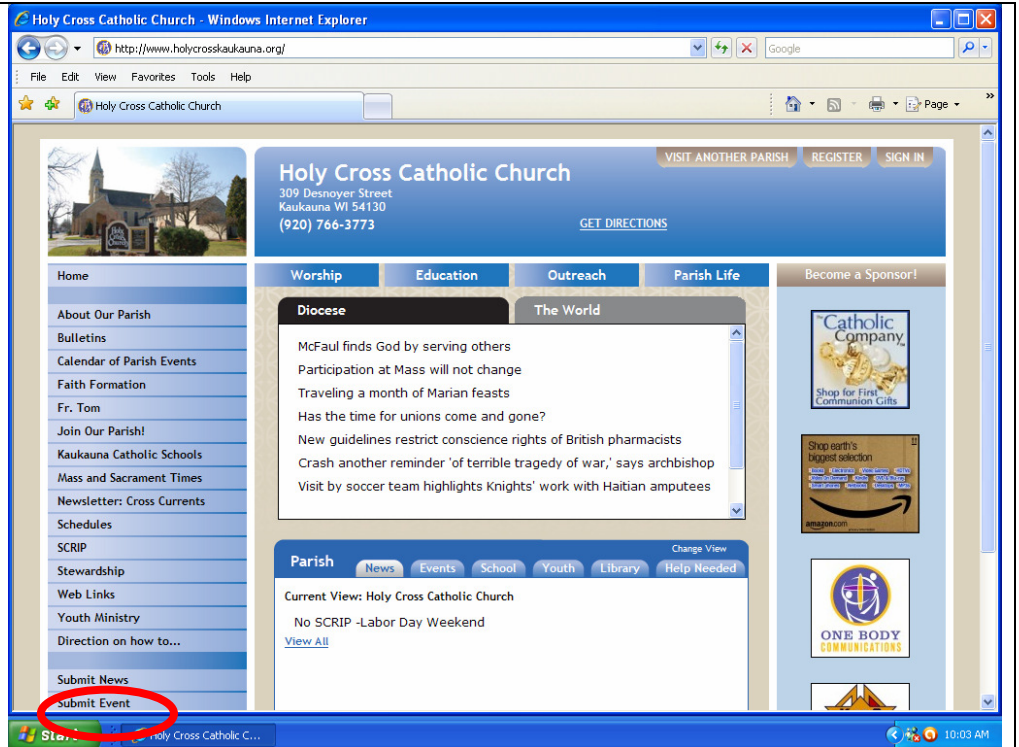 Holy Cross Catholic Church - Windows Internet Explorer
http://www.holycrosskaukauna.org/
Google
File Edit View Favorites Tools Help
Holy Cross Catholic Church
Page
Holy Cross Catholic Church
309 Desnoyer Street
Kaukauna WI 54130
(920) 766-3773
GET DIRECTIONS
VISIT ANOTHER PARISH REGISTER SIGN IN
Home
About Our Parish
Bulletins
Calendar of Parish Events
Faith Formation
Fr. Tom
Join Our Parish!
Kaukauna Catholic Schools
Mass and Sacrament Times
Newsletter: Cross Currents
Schedules
SCRIP
Stewardship
Web Links
Youth Ministry
Direction on how to...
Submit News
Submit Event
Worship Education Outreach Parish Life
Diocese The World
McFaul finds God by serving others
Participation at Mass will not change
Traveling a month of Marian feasts
Has the time for unions come and gone?
New guidelines restrict conscience rights of British pharmacists
Crash another reminder 'of terrible tragedy of war,' says archbishop
Visit by soccer team highlights Knights' work with Haitian amputees
Change View
Parish News Events School Youth Library Help Needed
Current View: Holy Cross Catholic Church
No SCRIP -Labor Day Weekend
View All
Become a Sponsor!
The Catholic
Company
Shop for First
Communion Gifts
Shop earth's
biggest selection
amazon.com
ONE BODY
COMMUNICATIONS
Start Holy Cross Catholic C... 10:03 AM